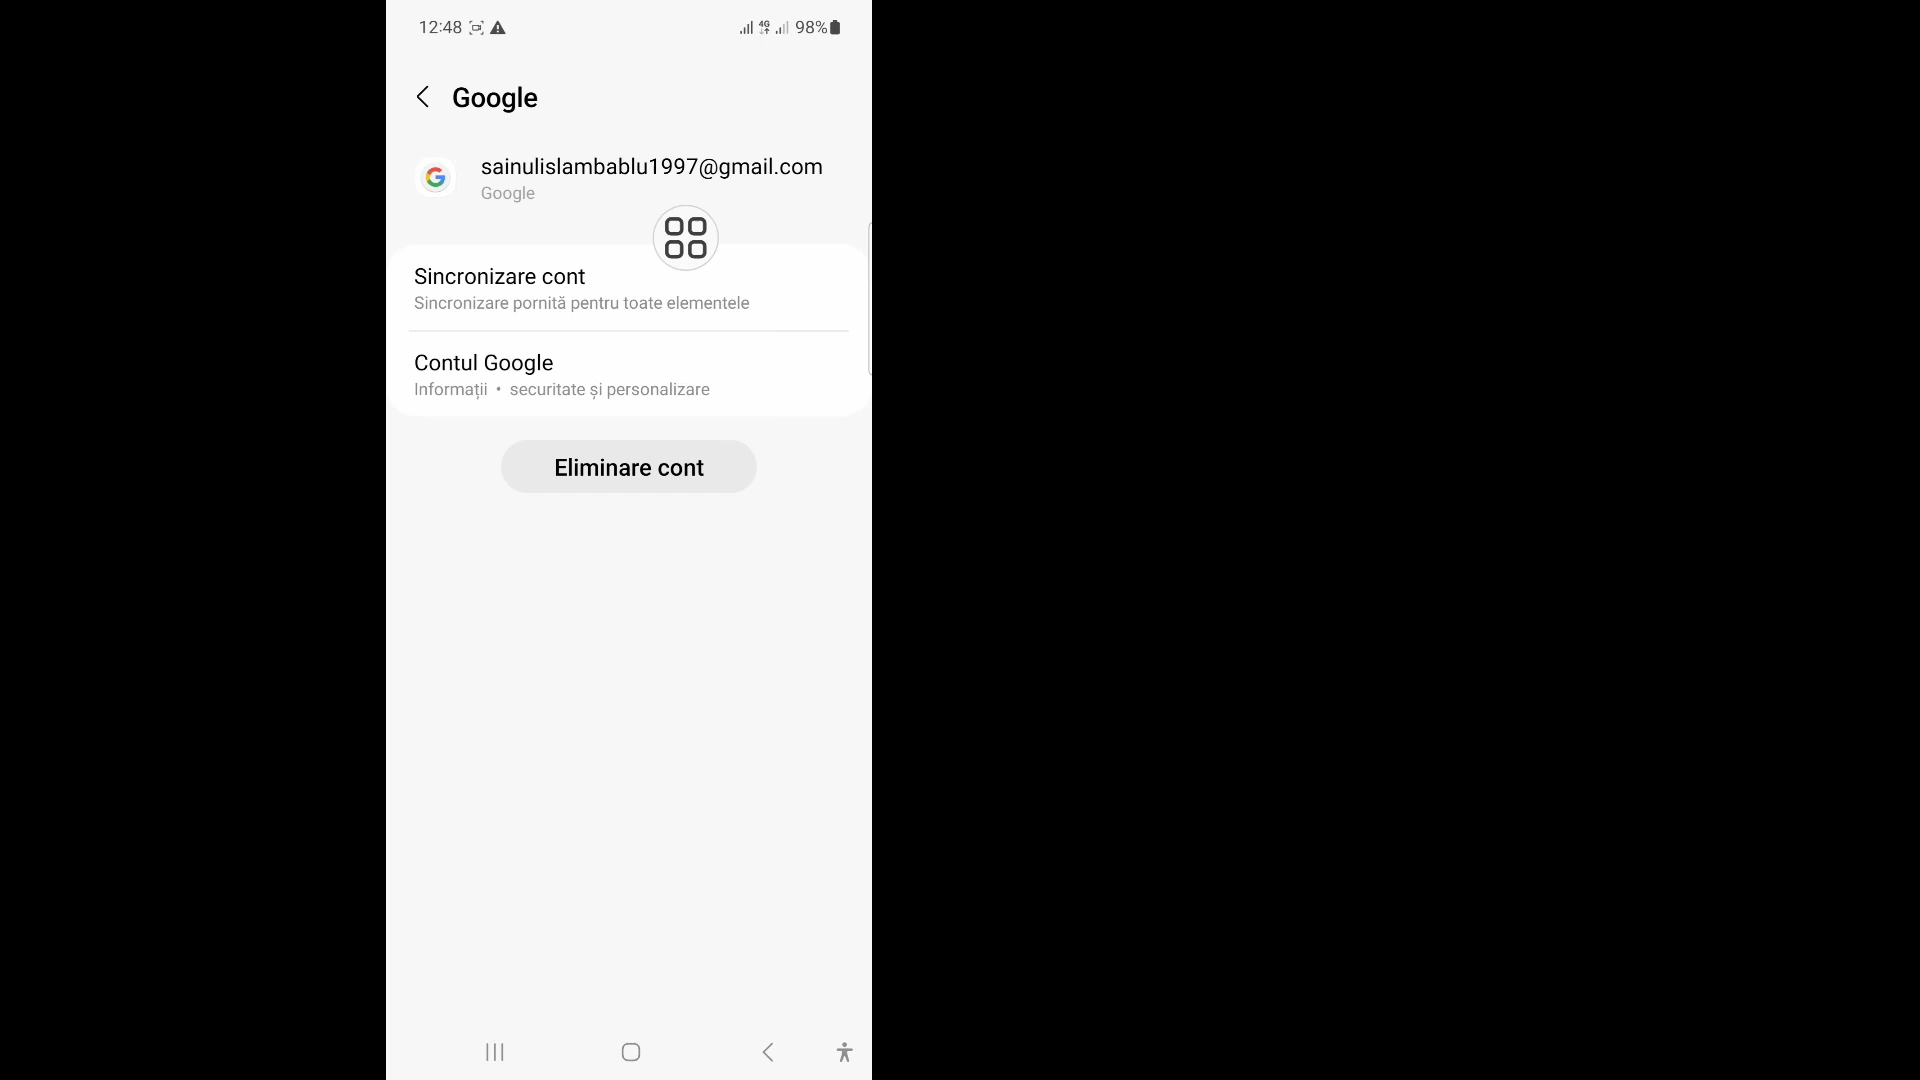 12:48 4G 98%
Google
sainulislambablu1997@gmail.com
Google
Sincronizare cont
Sincronizare pornită pentru toate elementele
Contul Google
Informații • securitate și personalizare
Eliminare cont